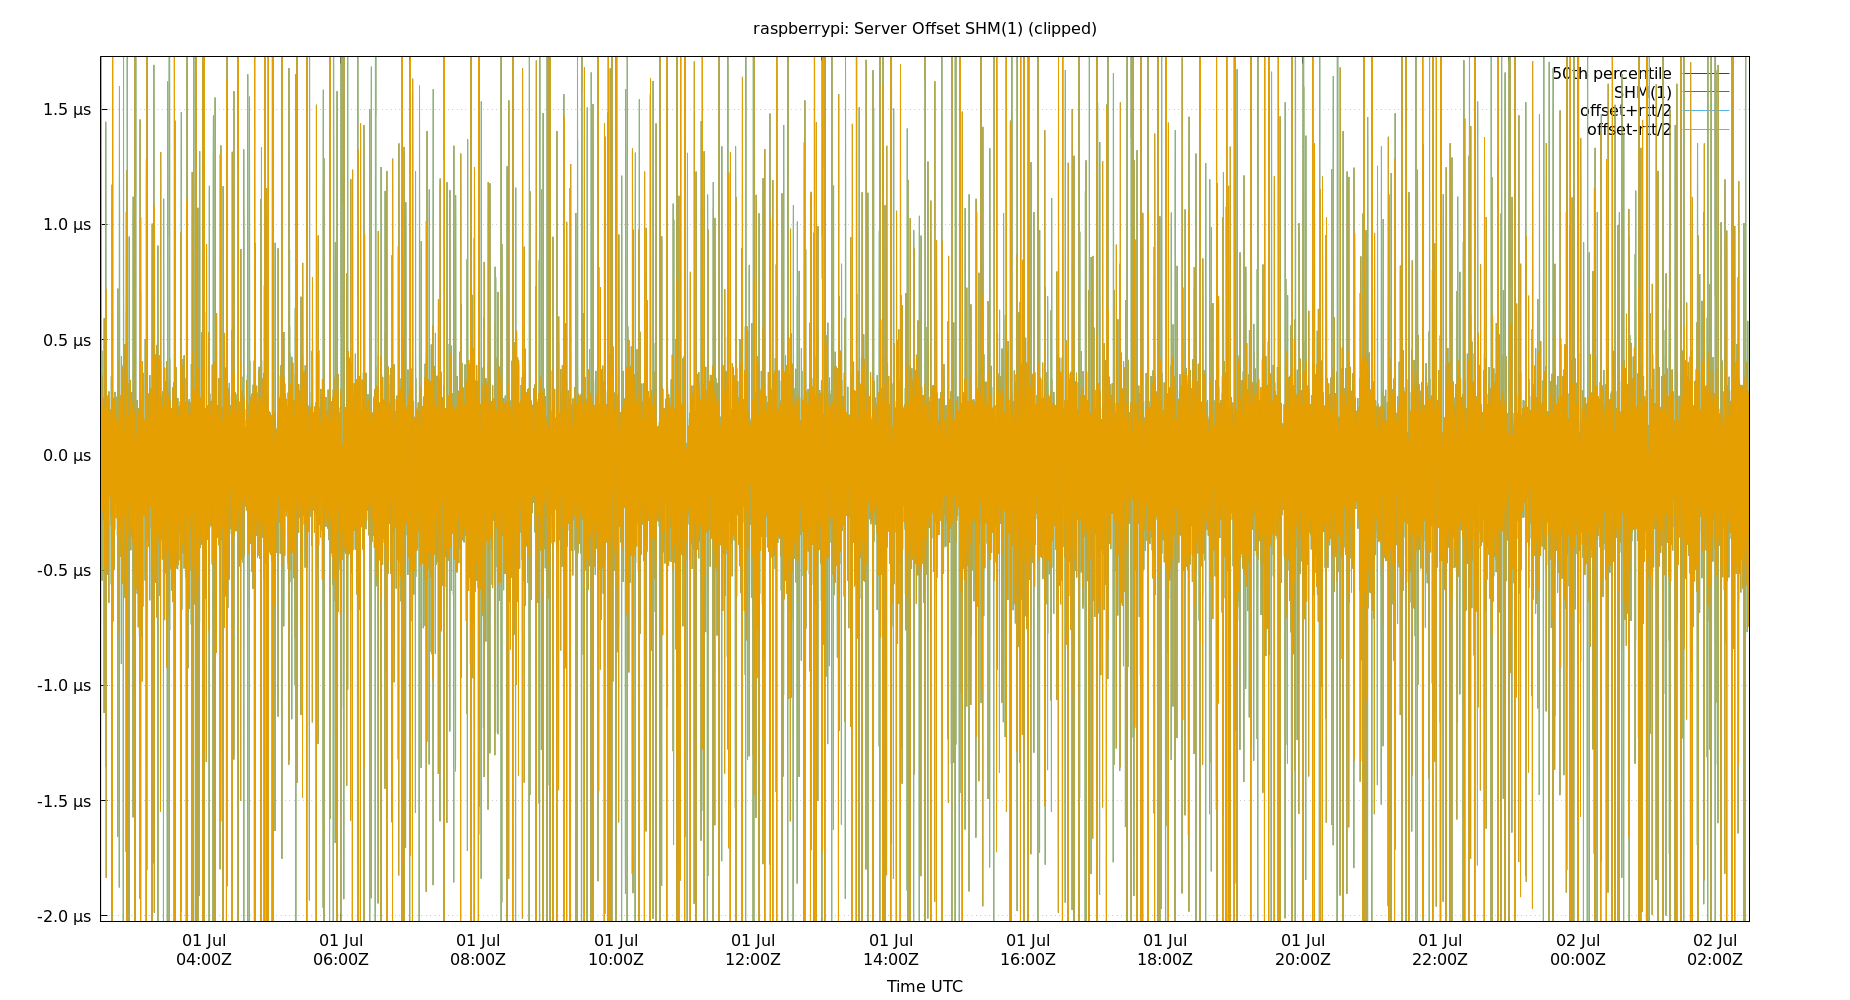 raspberrypi: Server Offset SHM(1) (clipped)
50th percentile
SHM(1)
offset+rtt/2
offset-rtt/2
1.5 µs
1.0 µs
0.5 µs
0.0 µs
-0.5 µs
-1.0 µs
-1.5 µs
-2.0 µs
01 Jul 01 Jul 01 Jul 01 Jul 01 Jul 01 Jul 01 Jul 01 Jul 01 Jul 01 Jul 02 Jul 02 Jul
04:00Z 06:00Z 08:00Z 10:00Z 12:00Z 14:00Z 16:00Z 18:00Z 20:00Z 22:00Z 00:00Z 02:00Z
Time UTC